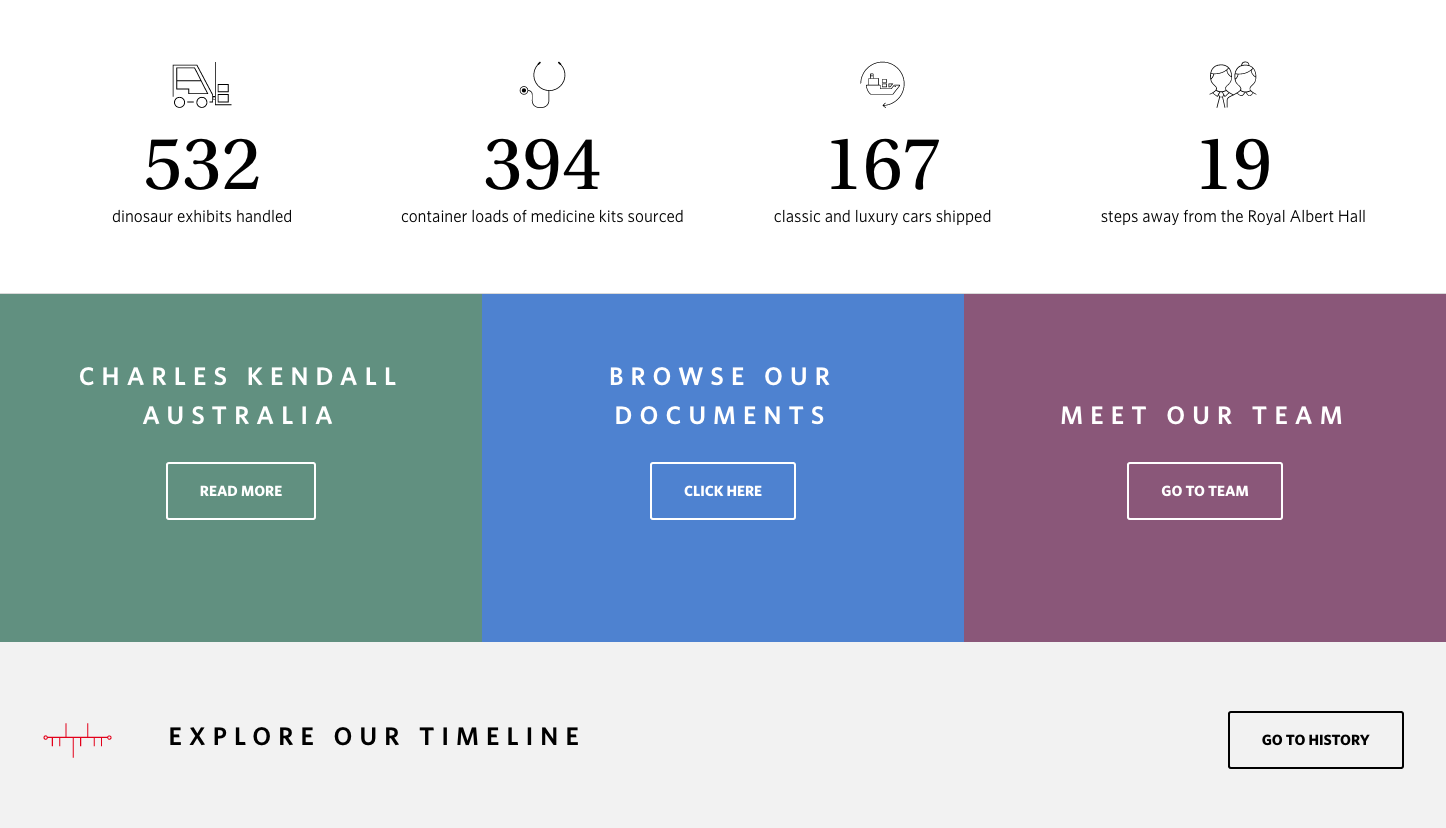 532
dinosaur exhibits handled
394
container loads of medicine kits sourced
167
classic and luxury cars shipped
19
steps away from the Royal Albert Hall
CHARLES KENDALL
AUSTRALIA
READ MORE
BROWSE OUR
DOCUMENTS
CLICK HERE
MEET OUR TEAM
GO TO TEAM
EXPLORE OUR TIMELINE
GO TO HISTORY